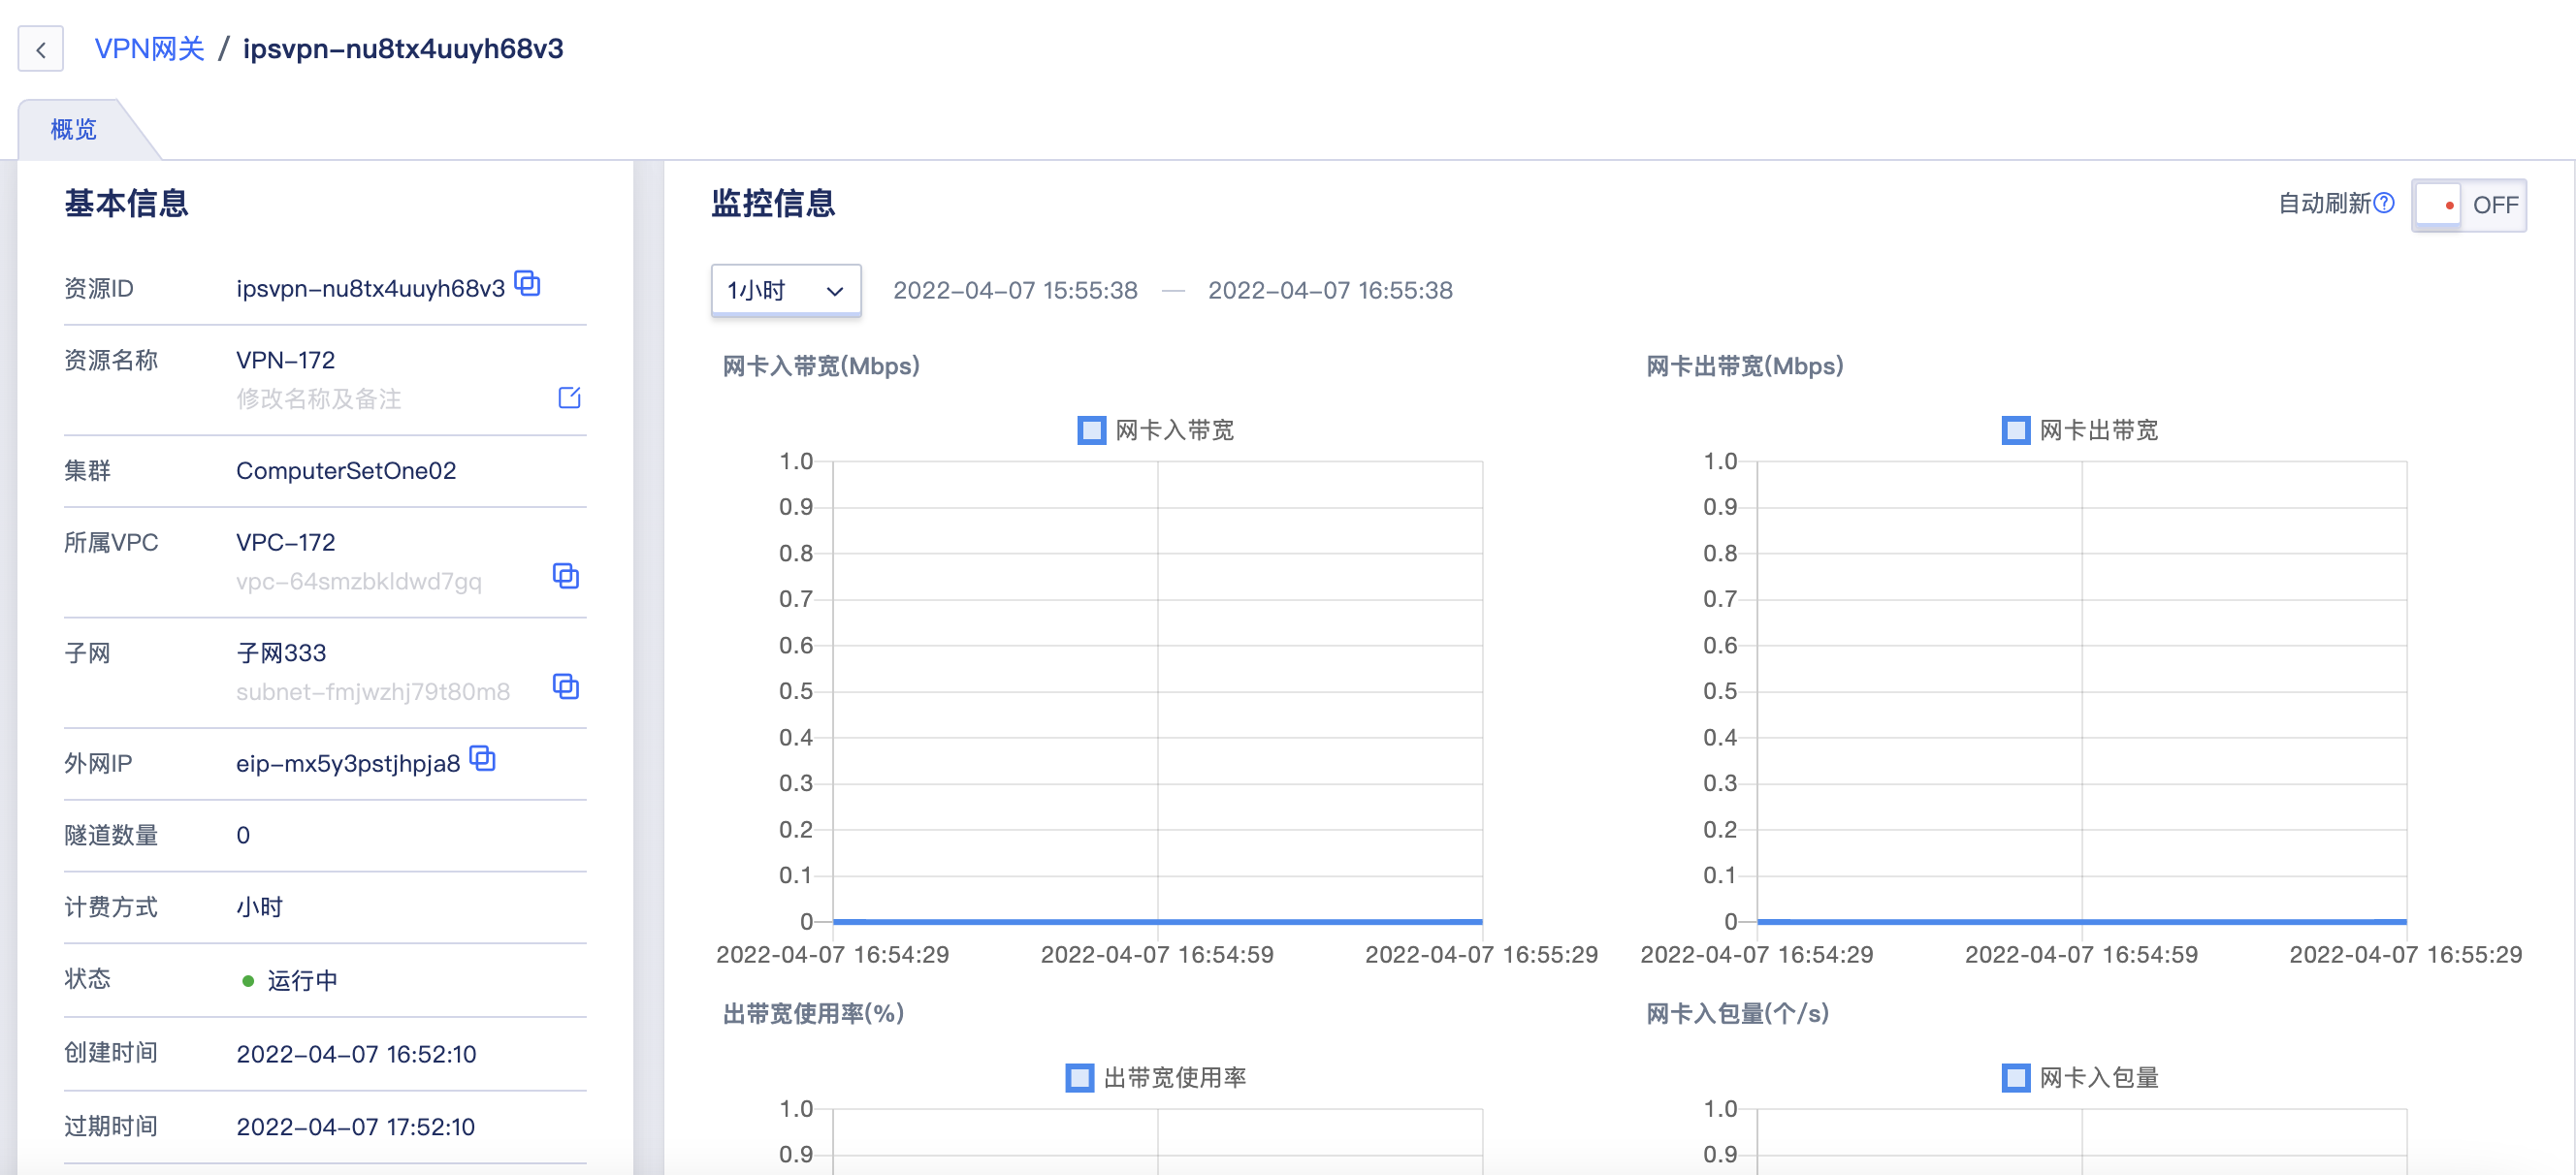 VPN网关 / ipsvpn-nu8tx4uuyh68v3
概览
基本信息
资源ID ipsvpn-nu8tx4uuyh68v3
资源名称 VPN-172
修改名称及备注
集群 ComputerSetOne02
所属VPC VPC-172
vpc-64smzbkldwd7gq
子网 子网333
subnet-fmjwzhj79t80m8
外网IP eip-mx5y3pstjhpja8
隧道数量 0
计费方式 小时
状态 运行中
创建时间 2022-04-07 16:52:10
过期时间 2022-04-07 17:52:10
监控信息
自动刷新 OFF
1小时 2022-04-07 15:55:38 — 2022-04-07 16:55:38
网卡入带宽(Mbps)
网卡入带宽
1.0
0.9
0.8
0.7
0.6
0.5
0.4
0.3
0.2
0.1
0
2022-04-07 16:54:29 2022-04-07 16:54:59 2022-04-07 16:55:29
网卡出带宽(Mbps)
网卡出带宽
1.0
0.9
0.8
0.7
0.6
0.5
0.4
0.3
0.2
0.1
0
2022-04-07 16:54:29 2022-04-07 16:54:59 2022-04-07 16:55:29
出带宽使用率(%)
出带宽使用率
1.0
0.9
网卡入包量(个/s)
网卡入包量
1.0
0.9